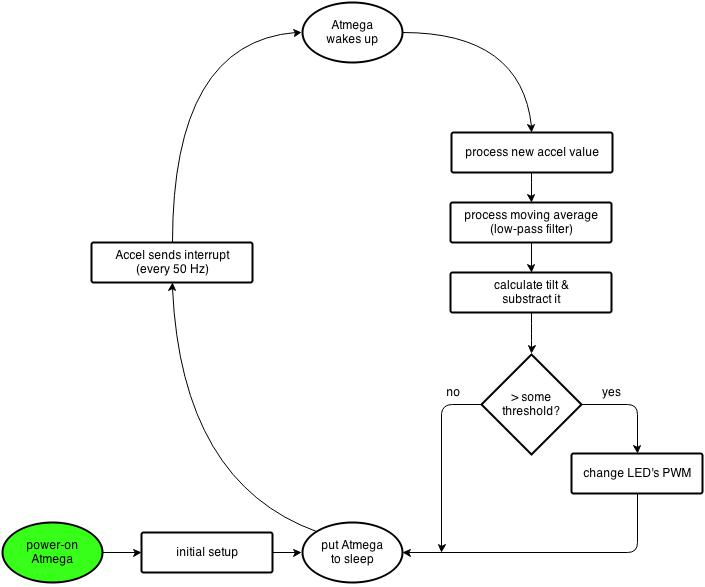 Atmega
wakes up
process new accel value
process moving average
(low-pass filter)
Accel sends interrupt
(every 50 Hz)
calculate tilt &
substract it
no
> some
threshold?
yes
change LED's PWM
power-on
Atmega
initial setup
put Atmega
to sleep